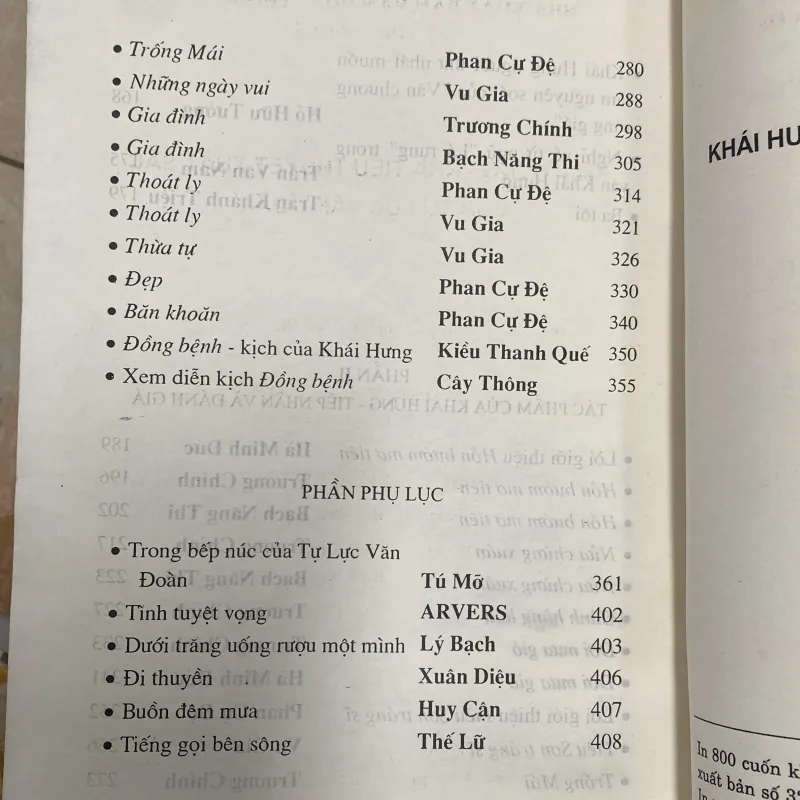 • Trống Mái Phan Cự Đệ 280
• Những ngày vui Vu Gia 288
• Gia đình Trương Chính 298
• Gia đình Bạch Năng Thi 305
• Thoát ly Phan Cự Đệ 314
• Thoát ly Vu Gia 321
• Thừa tự Vu Gia 326
• Đẹp Phan Cự Đệ 330
• Băn khoăn Phan Cự Đệ 340
• Đồng bệnh - kịch của Khái Hưng Kiều Thanh Quế 350
• Xem diễn kịch Đồng bệnh Cây Thông 355
PHẦN PHỤ LỤC
• Trong bếp núc của Tự Lực Văn
Đoàn Tú Mỡ 361
• Tình tuyệt vọng ARVERS 402
• Dưới trăng uống rượu một mình Lý Bạch 403
• Đi thuyền Xuân Diệu 406
• Buồn đêm mưa Huy Cận 407
• Tiếng gọi bên sông Thế Lữ 408
KHÁI HƯ
In 800 cuốn k
xuất bản số 33